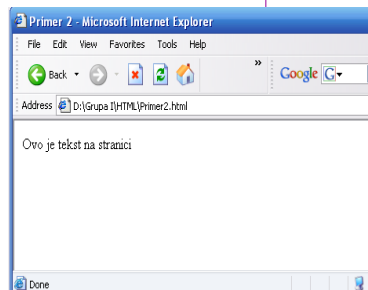 Primer 2 - Microsoft Internet Explorer
File Edit View Favorites Tools Help
Back » Google G
Address D:\Grupa I\HTML\Primer2.html
Ovo je tekst na stranici
Done